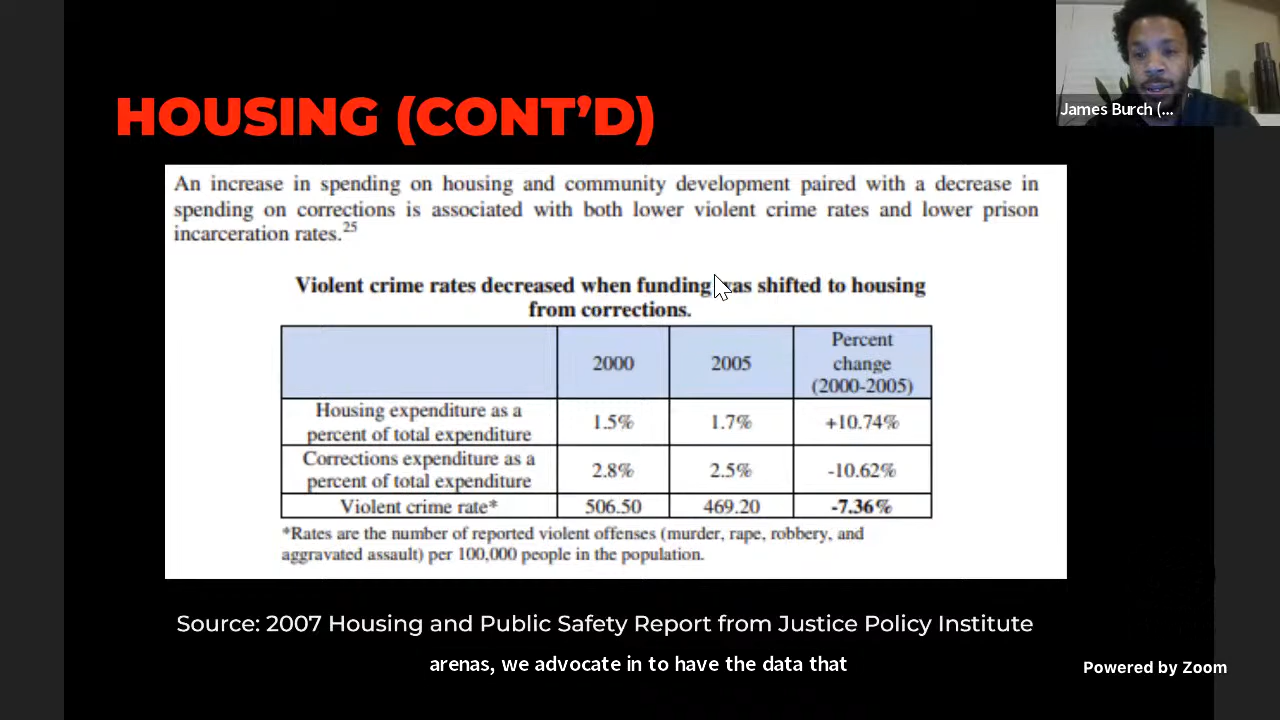 HOUSING (CONT'D)
James Burch (...
An increase in spending on housing and community development paired with a decrease in
spending on corrections is associated with both lower violent crime rates and lower prison
incarceration rates.25
Violent crime rates decreased when funding was shifted to housing
from corrections.
2000 2005 Percent change (2000-2005)
Housing expenditure as a percent of total expenditure 1.5% 1.7% +10.74%
Corrections expenditure as a percent of total expenditure 2.8% 2.5% -10.62%
Violent crime rate* 506.50 469.20 -7.36%
*Rates are the number of reported violent offenses (murder, rape, robbery, and
aggravated assault) per 100,000 people in the population.
Source: 2007 Housing and Public Safety Report from Justice Policy Institute
arenas, we advocate in to have the data that
Powered by Zoom